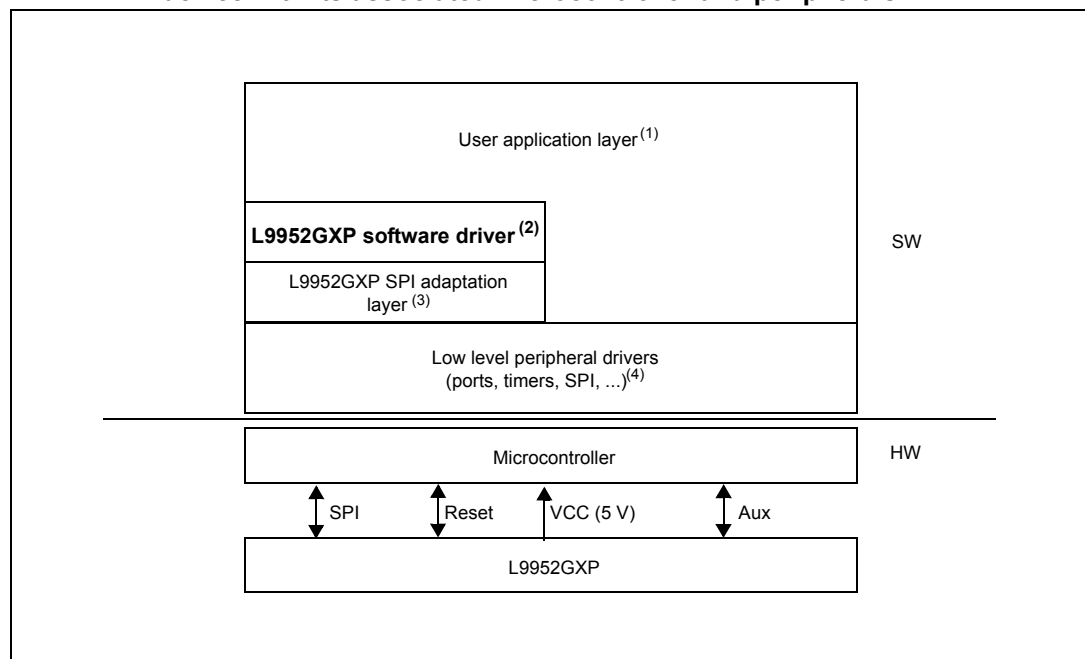 User application layer(1)
L9952GXP software driver(2)
SW
L9952GXP SPI adaptation
layer(3)
Low level peripheral drivers
(ports, timers, SPI, ...)(4)
HW
Microcontroller
SPI
Reset
VCC (5 V)
Aux
L9952GXP